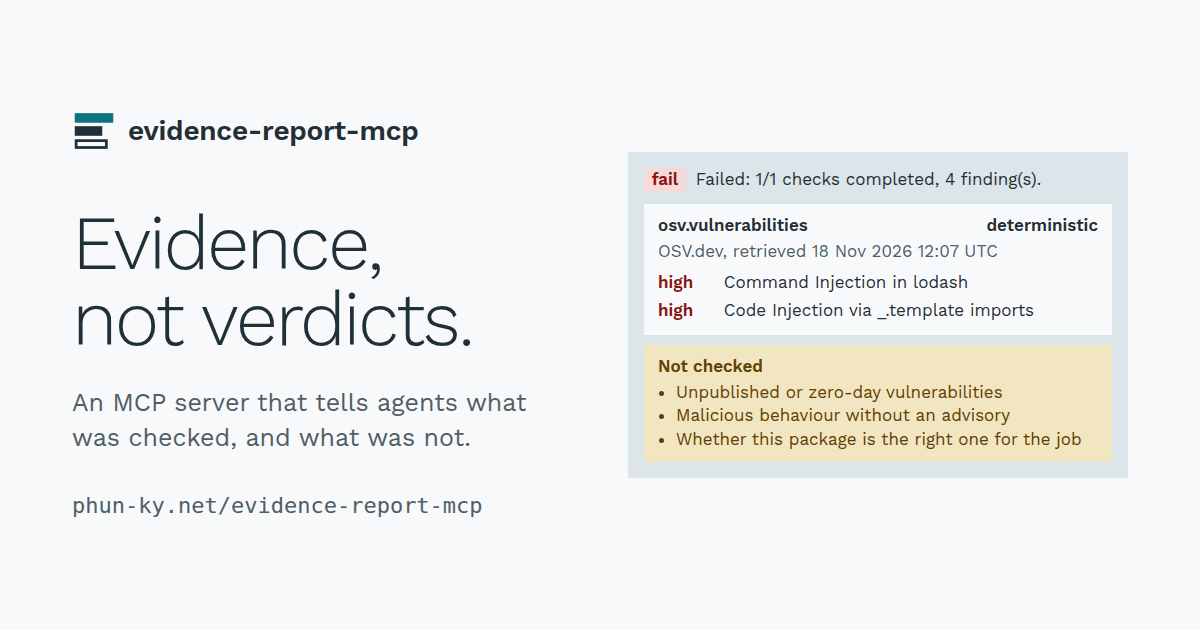 evidence-report-mcp
Evidence,
not verdicts.
An MCP server that tells agents what
was checked, and what was not.
phun-ky.net/evidence-report-mcp
fail Failed: 1/1 checks completed, 4 finding(s).
osv.vulnerabilities deterministic
OSV.dev, retrieved 18 Nov 2026 12:07 UTC
high Command Injection in lodash
high Code Injection via _.template imports
Not checked
• Unpublished or zero-day vulnerabilities
• Malicious behaviour without an advisory
• Whether this package is the right one for the job